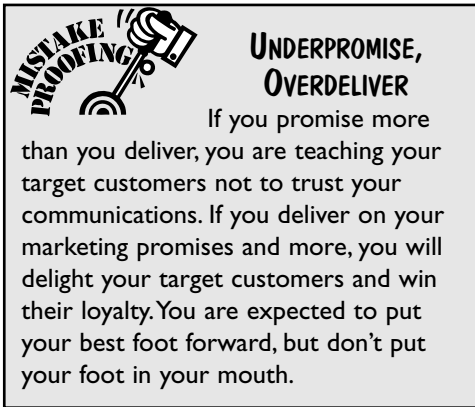 MISTAKE
PROOFING
UNDERPROMISE,
OVERDELIVER
If you promise more
than you deliver, you are teaching your
target customers not to trust your
communications. If you deliver on your
marketing promises and more, you will
delight your target customers and win
their loyalty. You are expected to put
your best foot forward, but don’t put
your foot in your mouth.